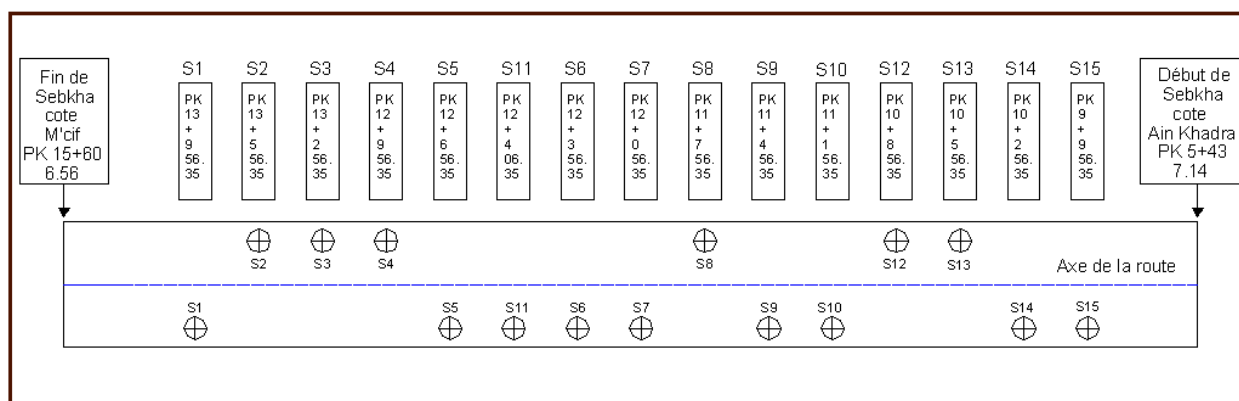 Fin de
Sebkha
cote
M'cif
PK 15+60
6.56
S1
PK
13
+
9
56.
35
S2
PK
13
+
5
56.
35
S3
PK
13
+
2
56.
35
S4
PK
12
+
9
56.
35
S5
PK
12
+
6
56.
35
S11
PK
12
+
4
06.
35
S6
PK
12
+
3
56.
35
S7
PK
12
+
0
56.
35
S8
PK
11
+
7
56.
35
S9
PK
11
+
4
56.
35
S10
PK
11
+
1
56.
35
S12
PK
10
+
8
56.
35
S13
PK
10
+
5
56.
35
S14
PK
10
+
2
56.
35
S15
PK
9
+
9
56.
35
Début de
Sebkha
cote
Ain Khadra
PK 5+43
7.14
S2 S3 S4 S8 S12 S13
Axe de la route
S1 S5 S11 S6 S7 S9 S10 S14 S15